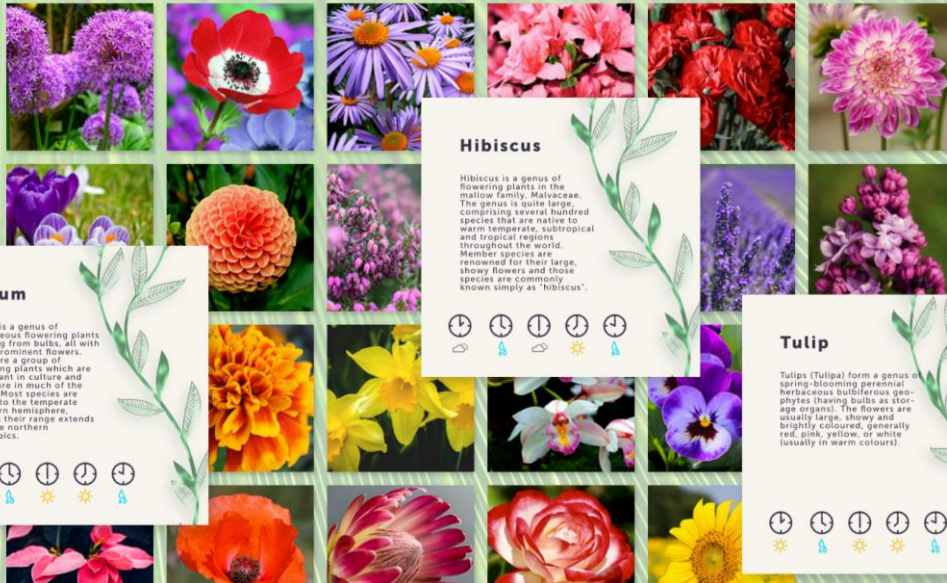 Hibiscus
Hibiscus is a genus of
flowering plants in the
mallow family, Malvaceae.
The genus is quite large,
comprising several hundred
species that are native to
warm temperate, subtropical
and tropical regions
throughout the world.
Member species are
renowned for their large,
showy flowers and those
species are commonly
known simply as "hibiscus".
um
is a genus of
eous flowering plants
g from bulbs, all with
rominent flowers.
re a group of
ng plants which are
ant in culture and
ure in much of the
Most species are
to the temperate
rn hemisphere,
their range extends
e northern
pics.
Tulip
Tulips (Tulipa) form a genus of
spring-blooming perennial
herbaceous bulbiferous geo-
phytes (having bulbs as stor-
age organs). The flowers are
usually large, showy and
brightly coloured, generally
red, pink, yellow, or white
(usually in warm colours).